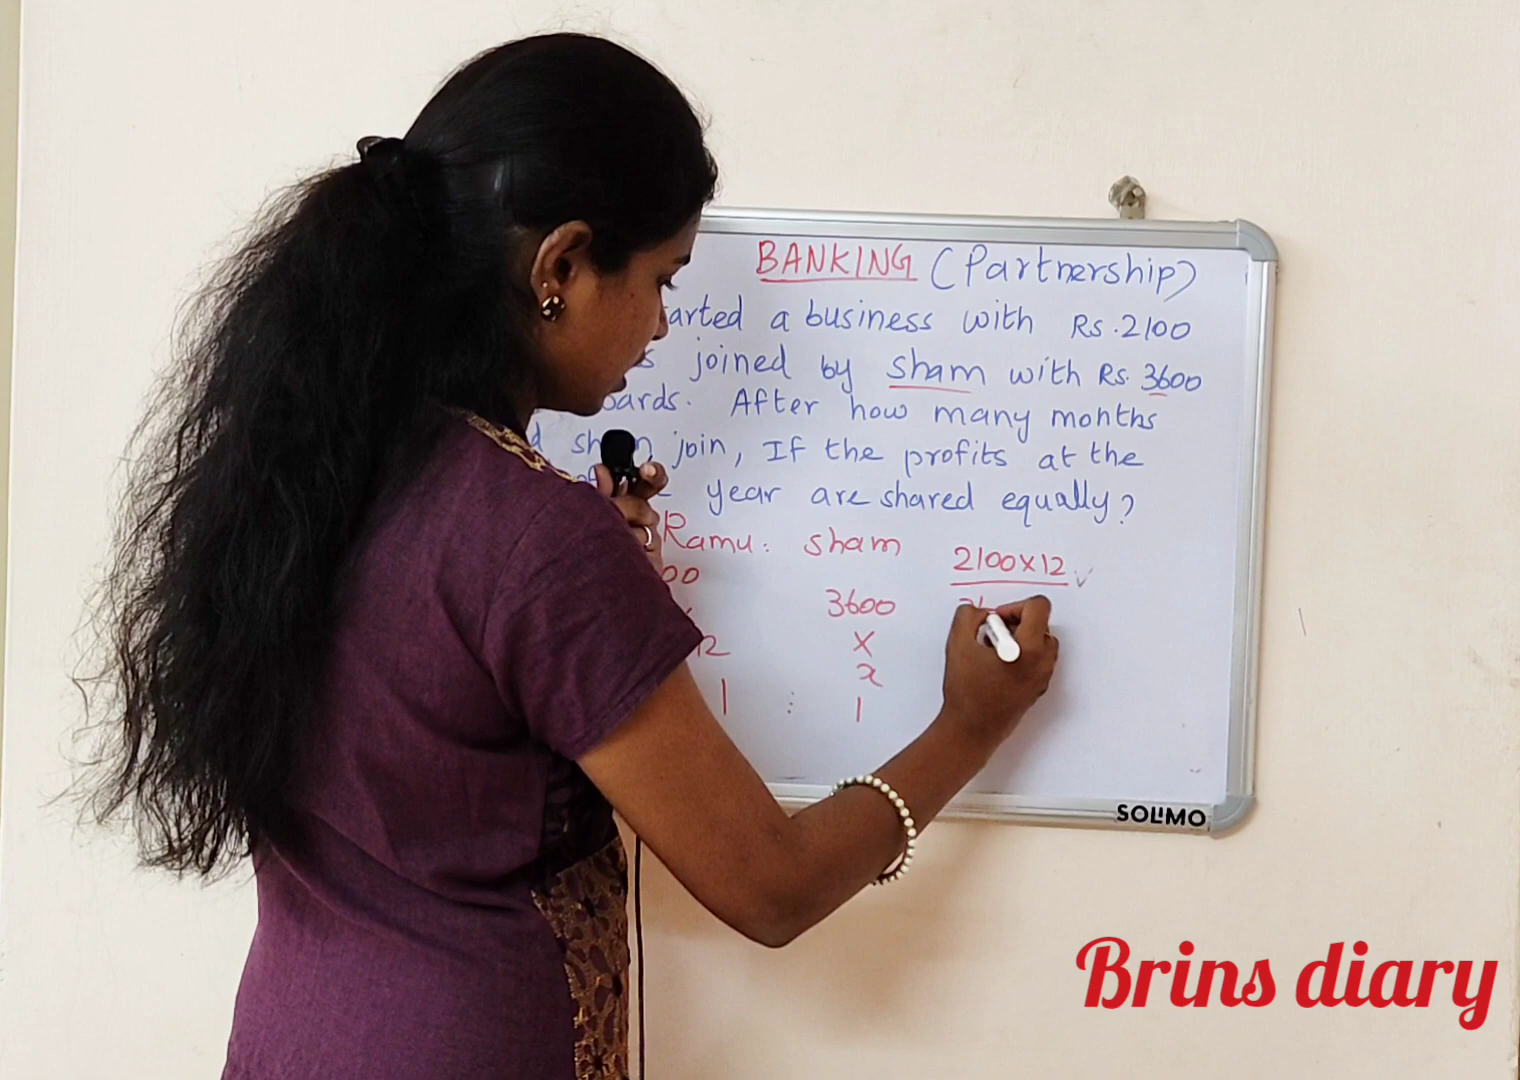 BANKING (Partnership)
arted a business with Rs.2100
s joined by sham with Rs. 3600
ards. After how many months
d sham join, If the profits at the
year are shared equally?
Ramu: sham
2100x12
00
3600
12
x
x
1 : 1
SOLIMO
Brins diary